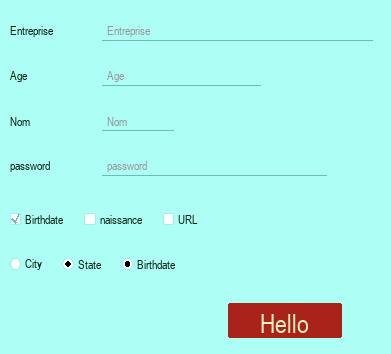 Entreprise Entreprise
Age Age
Nom Nom
password password
Birthdate naissance URL
City State Birthdate
Hello